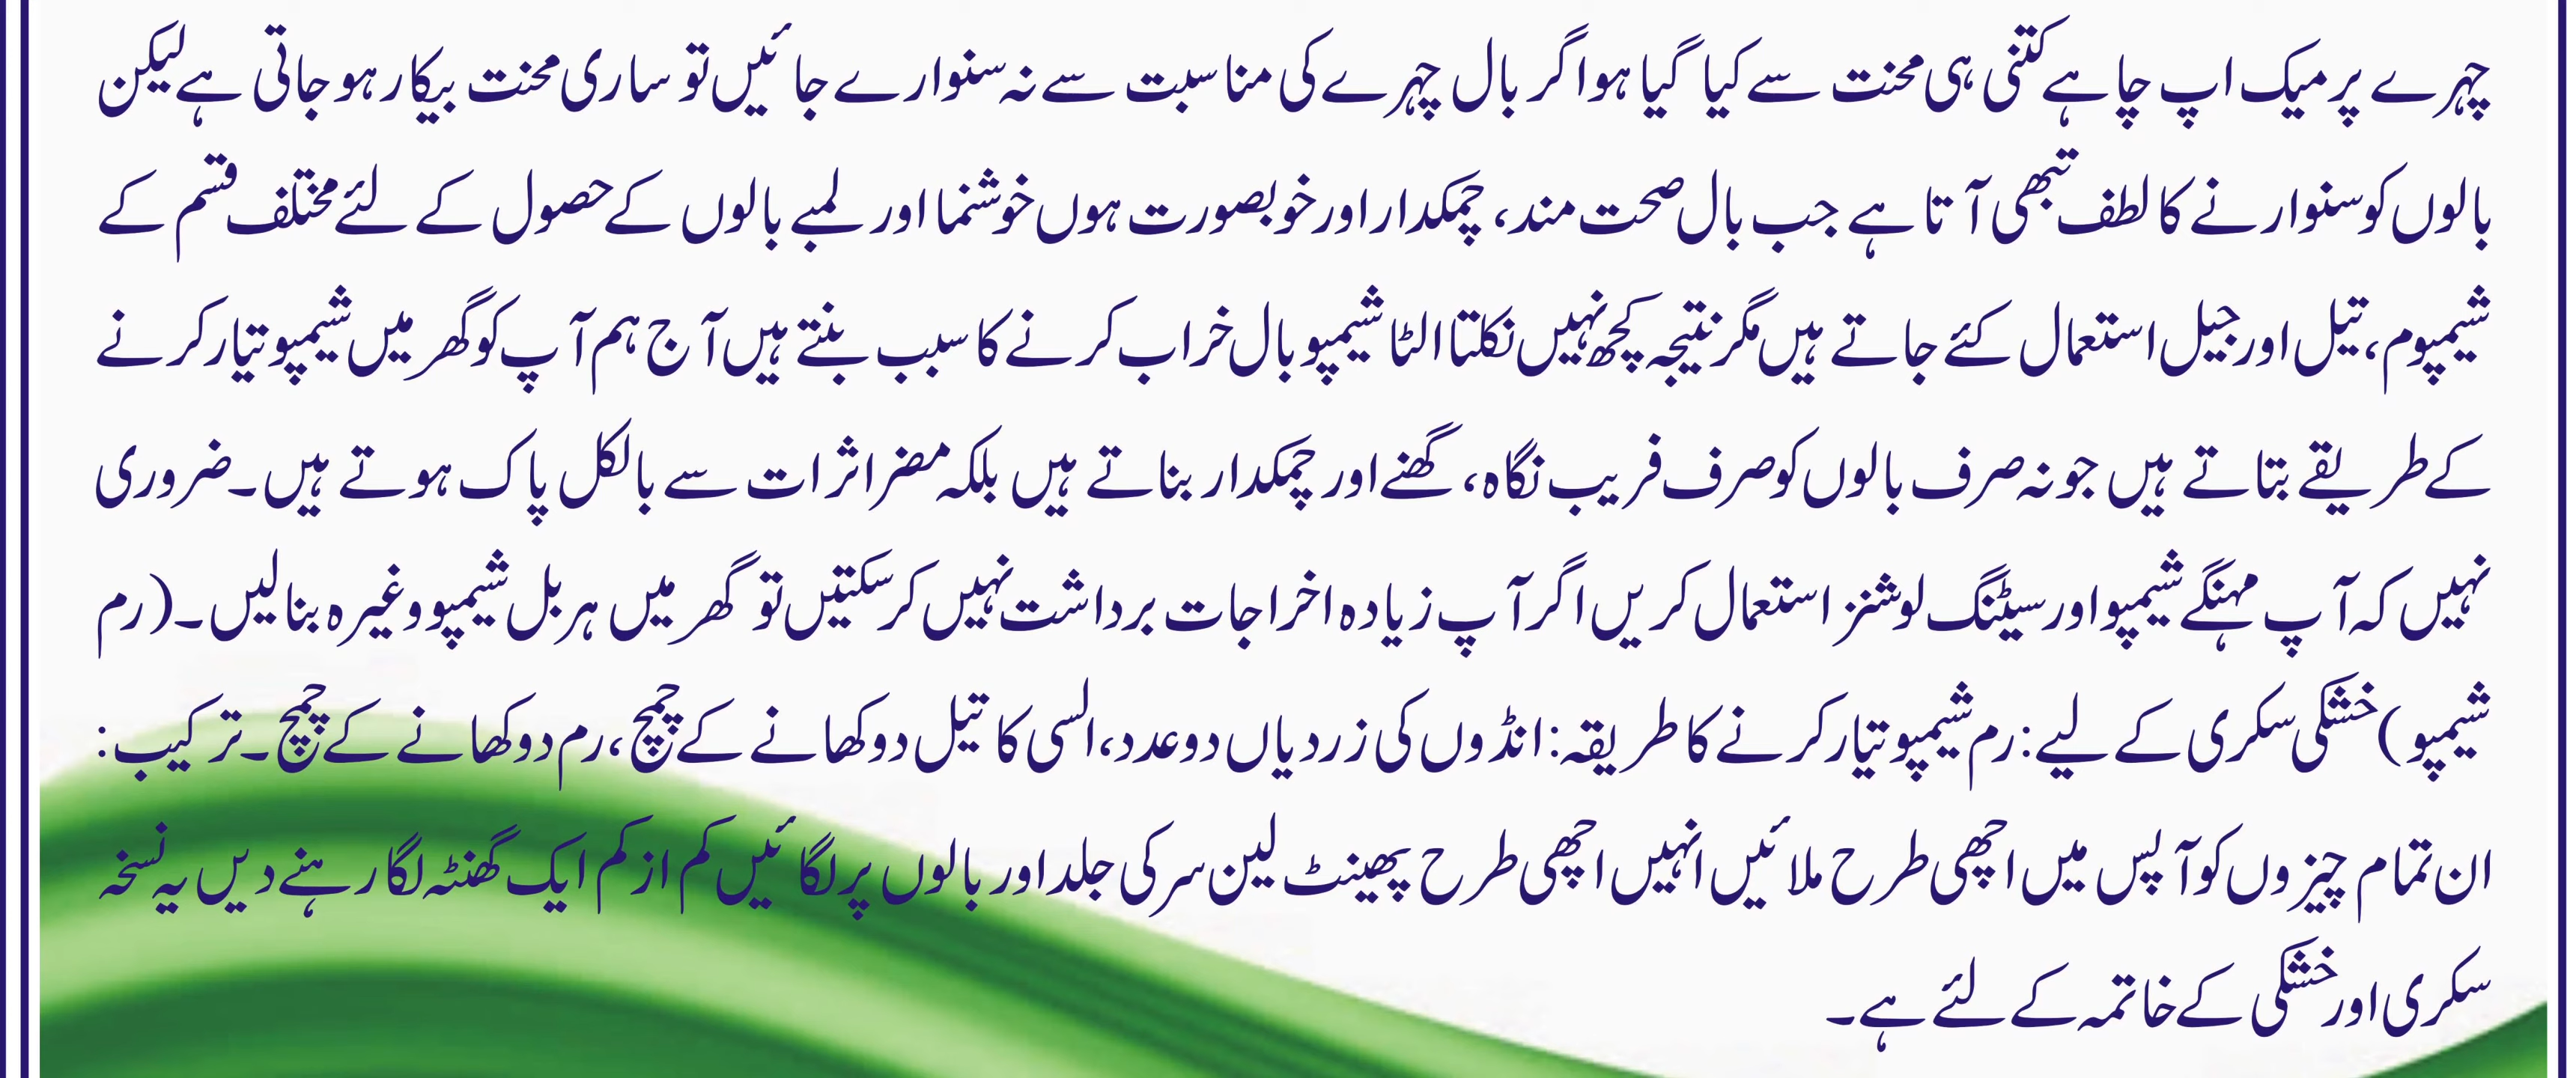 چہرے پر میک اپ چاہے کتنی ہی محنت سے کیا گیا ہو اگر بال چہرے کی مناسبت سے نہ سنوارے جائیں تو ساری محنت بیکار ہو جاتی ہے لیکن
بالوں کو سنوارنے کا لطف تبھی آتا ہے جب بال صحت مند، چمکدار اور خوبصورت ہوں خوشنما اور لمبے بالوں کے حصول کے لئے مختلف قسم کے
شیمپوم، تیل اور جیل استعمال کئے جاتے ہیں مگر نتیجہ کچھ نہیں نکلتا الٹا شیمپو بال خراب کرنے کا سبب بنتے ہیں آج ہم آپ کو گھر میں شیمپو تیار کرنے
کے طریقے بتاتے ہیں جو نہ صرف بالوں کو صرف فریب نگاہ، گھنے اور چمکدار بناتے ہیں بلکہ مضر اثرات سے بالکل پاک ہوتے ہیں۔ ضروری
نہیں کہ آپ مہنگے شیمپو اور سیٹنگ لوشنز استعمال کریں اگر آپ زیادہ اخراجات برداشت نہیں کر سکتیں تو گھر میں ہربل شیمپو وغیرہ بنا لیں۔ (رم
شیمپو) خشکی سکری کے لیے: رم شیمپو تیار کرنے کا طریقہ: انڈوں کی زردیاں دو عدد، السی کا تیل دو کھانے کے چمچ، رم دو کھانے کے چمچ۔ ترکیب:
ان تمام چیزوں کو آپس میں اچھی طرح ملائیں انہیں اچھی طرح پھینٹ لین سر کی جلد اور بالوں پر لگائیں کم از کم ایک گھنٹہ لگا رہنے دیں یہ نسخہ
سکری اور خشکی کے خاتمہ کے لئے ہے۔